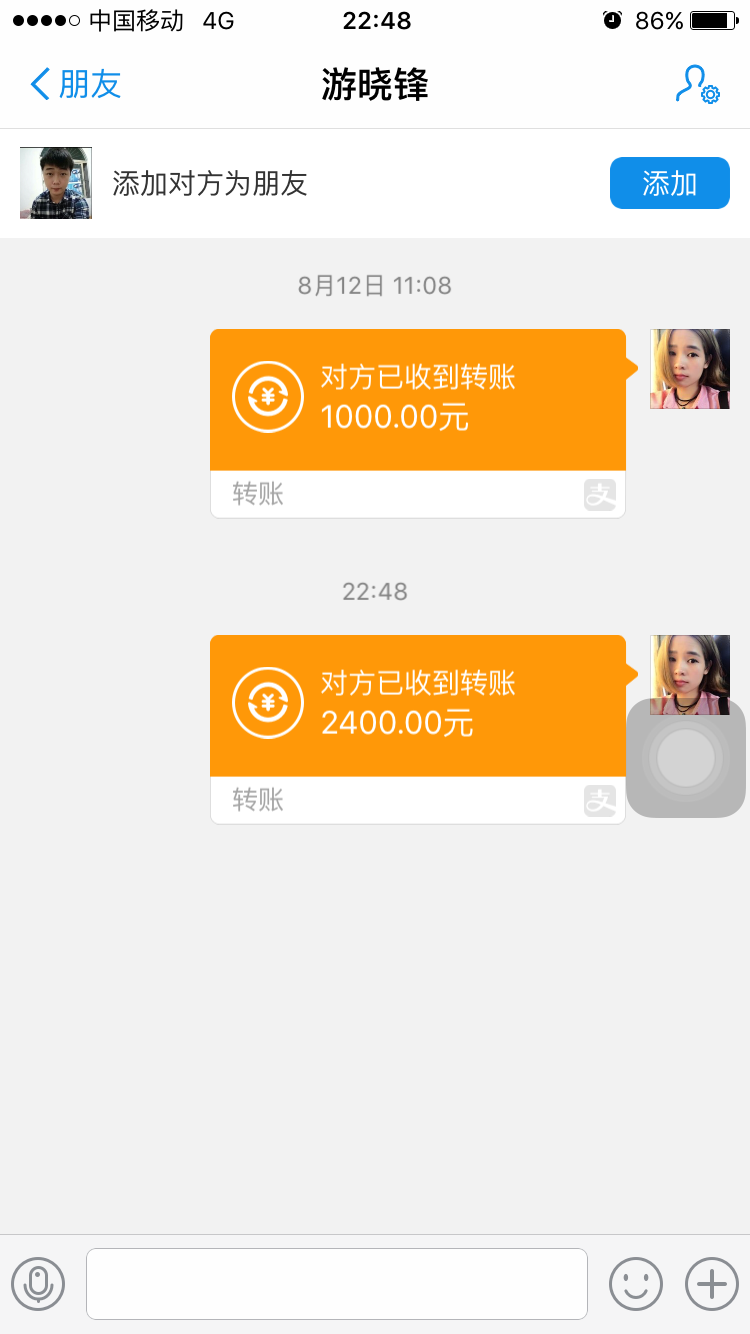 中国移动 4G 22:48 86%
朋友 游晓锋
添加对方为朋友 添加
8月12日 11:08
对方已收到转账
1000.00元
转账 支
22:48
对方已收到转账
2400.00元
转账 支